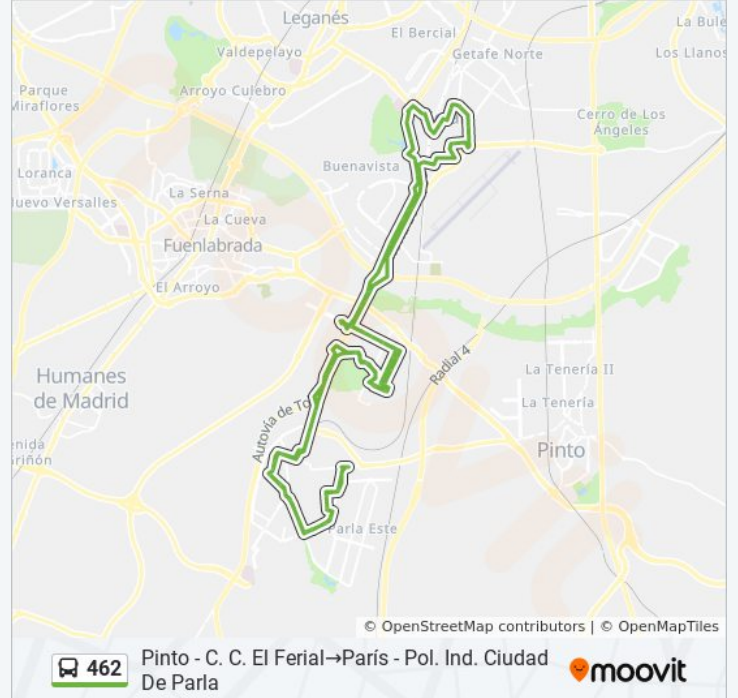 Leganés
La Bule
El Bercial
Valdepelayo
Getafe Norte
Los Llanos
Parque
Miraflores
Arroyo Culebro
Cerro de Los
Ángeles
Loranca
Buenavista
La Serna
Nuevo Versalles
La Cueva
Fuenlabrada
El Arroyo
Radial 4
La Tenería II
Humanes
de Madrid
La Tenería
Autovía de To
enida
Griñón
Pinto
Parla Este
© OpenStreetMap contributors | © OpenMapTiles
462
Pinto - C. C. El Ferial→París - Pol. Ind. Ciudad
De Parla
moovit